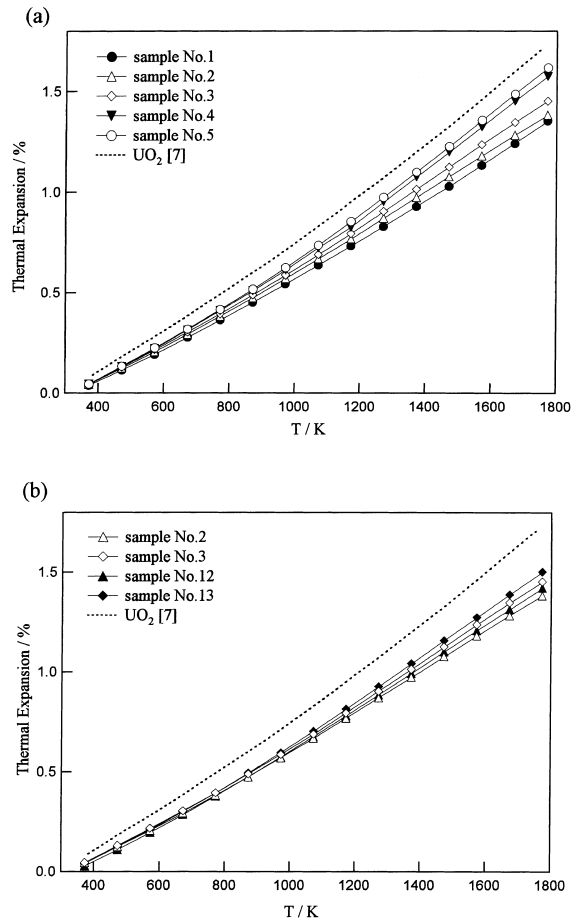 (a)
sample No.1
sample No.2
sample No.3
sample No.4
sample No.5
UO₂ [7]
Thermal Expansion / %
1.5
1.0
0.5
0.0
400 600 800 1000 1200 1400 1600 1800
T / K
(b)
sample No.2
sample No.3
sample No.12
sample No.13
UO₂ [7]
Thermal Expansion / %
1.5
1.0
0.5
0.0
400 600 800 1000 1200 1400 1600 1800
T / K